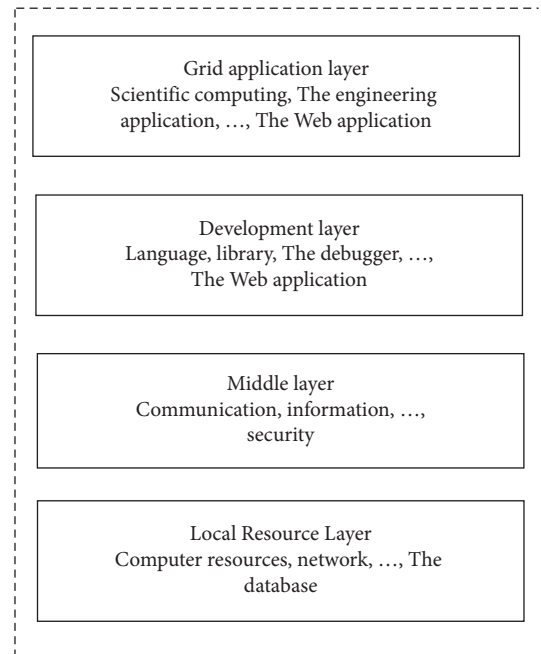 Grid application layer
Scientific computing, The engineering
application, …, The Web application
Development layer
Language, library, The debugger, …,
The Web application
Middle layer
Communication, information, …,
security
Local Resource Layer
Computer resources, network, …, The
database